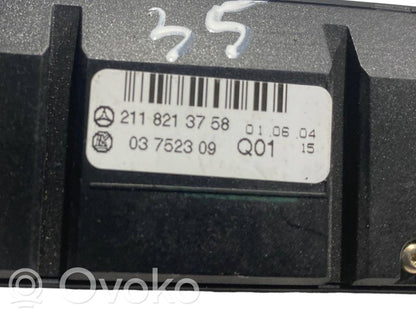 35
211 821 37 58 01.06.04
03 7523 09 Q01 15
© Ovoko